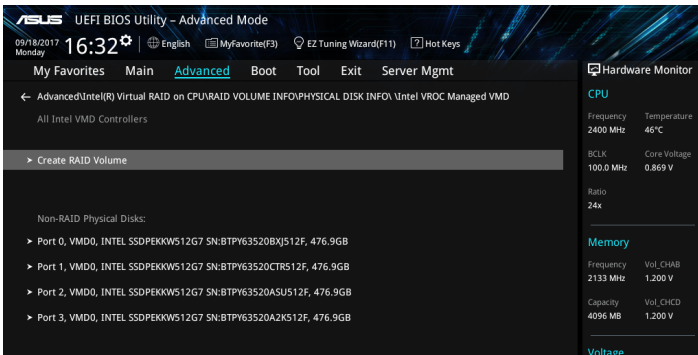 ASUS UEFI BIOS Utility – Advanced Mode
09/18/2017 Monday 16:32 English MyFavorite(F3) EZ Tuning Wizard(F11) ? Hot Keys
My Favorites Main Advanced Boot Tool Exit Server Mgmt
Hardware Monitor
← Advanced\Intel(R) Virtual RAID on CPU\RAID VOLUME INFO\PHYSICAL DISK INFO\ \Intel VROC Managed VMD
All Intel VMD Controllers
> Create RAID Volume
Non-RAID Physical Disks:
> Port 0, VMD0, INTEL SSDPEKKW512G7 SN:BTPY63520BXJ512F, 476.9GB
> Port 1, VMD0, INTEL SSDPEKKW512G7 SN:BTPY63520CTR512F, 476.9GB
> Port 2, VMD0, INTEL SSDPEKKW512G7 SN:BTPY63520ASU512F, 476.9GB
> Port 3, VMD0, INTEL SSDPEKKW512G7 SN:BTPY63520A2K512F, 476.9GB
CPU
Frequency Temperature
2400 MHz 46°C
BCLK Core Voltage
100.0 MHz 0.869 V
Ratio
24x
Memory
Frequency Vol_CHAB
2133 MHz 1.200 V
Capacity Vol_CHCD
4096 MB 1.200 V
Voltage